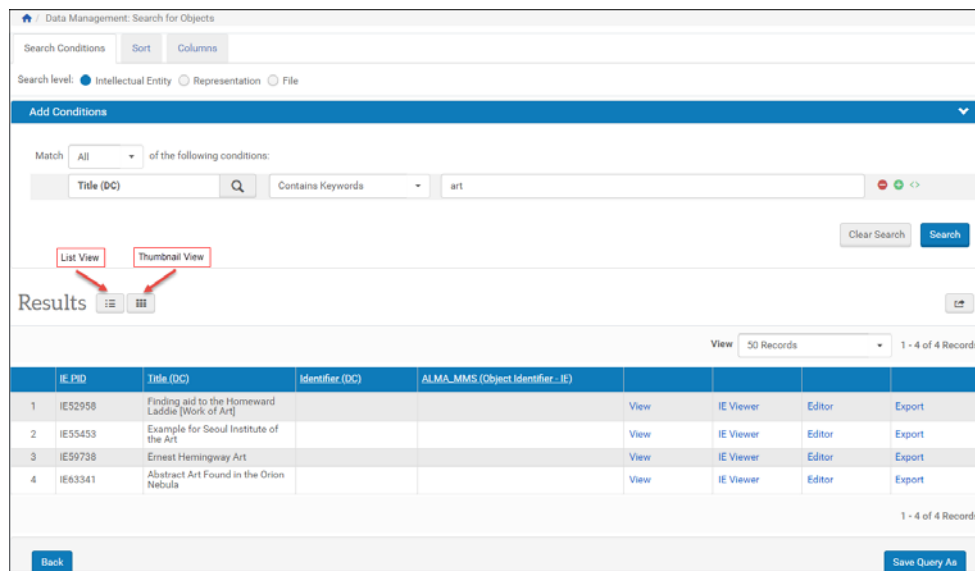 / Data Management: Search for Objects
Search Conditions Sort Columns
Search level: Intellectual Entity Representation File
Add Conditions
Match All of the following conditions:
Title (DC) Contains Keywords art
Clear Search Search
List View Thumbnail View
Results
View 50 Records 1 - 4 of 4 Record
IE PID Title (DC) Identifier (DC) ALMA_MMS (Object Identifier - IE)
1 IE52958 Finding aid to the Homeward
Laddie [Work of Art] View IE Viewer Editor Export
2 IE55453 Example for Seoul Institute of
the Art View IE Viewer Editor Export
3 IE59738 Ernest Hemingway Art View IE Viewer Editor Export
4 IE63341 Abstract Art Found in the Orion
Nebula View IE Viewer Editor Export
1 - 4 of 4 Record
Back Save Query As